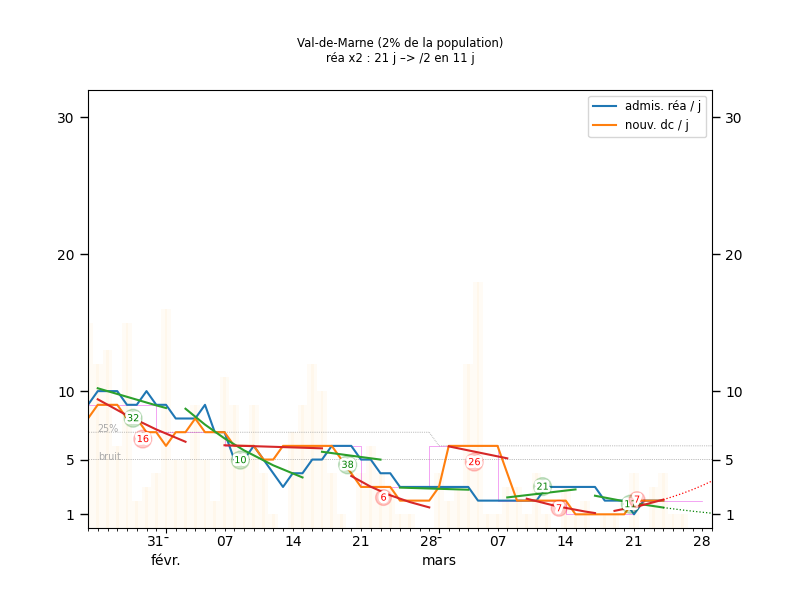 Val-de-Marne (2% de la population)
réa x2 : 21 j –> /2 en 11 j
admis. réa / j
nouv. dc / j
30 30
20 20
10 10
5 5
1 1
25%
bruit
32
16
10
38
6
26
21
7
7
31 07 14 21 28 07 14 21 28
févr. mars